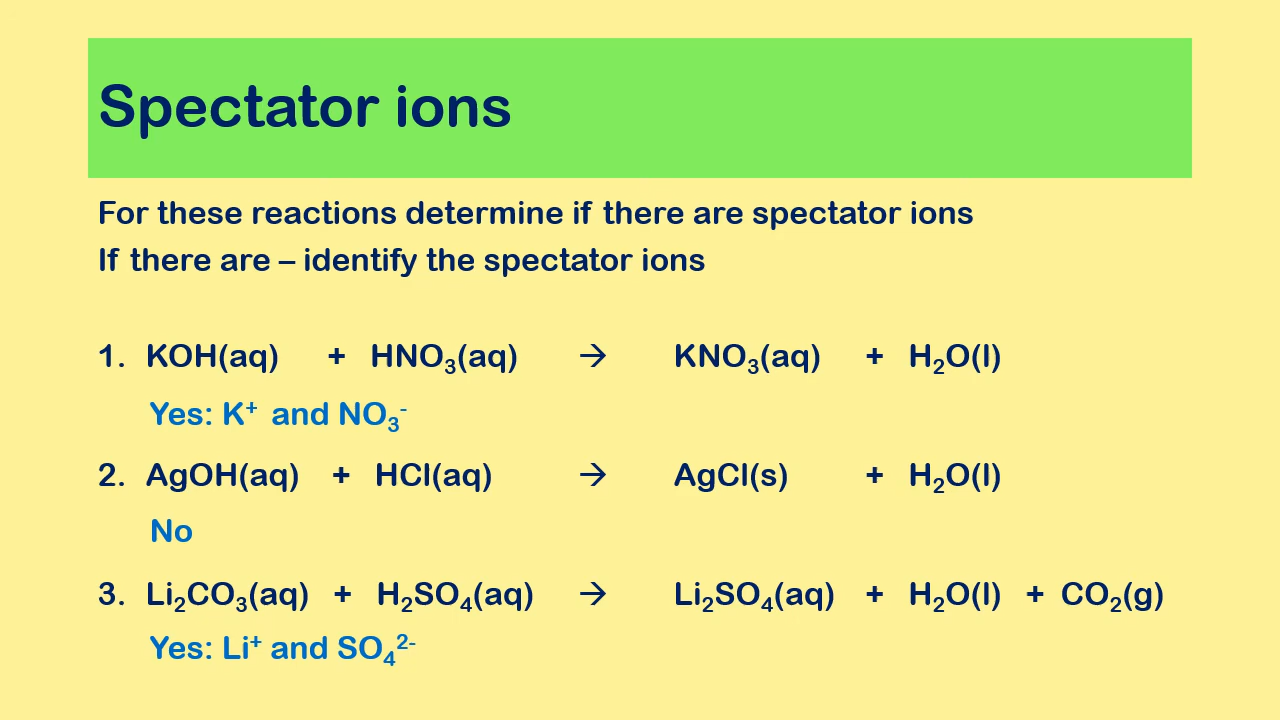 Spectator ions
For these reactions determine if there are spectator ions
If there are – identify the spectator ions
1. KOH(aq) + HNO₃(aq) → KNO₃(aq) + H₂O(l)
Yes: K⁺ and NO₃⁻
2. AgOH(aq) + HCl(aq) → AgCl(s) + H₂O(l)
No
3. Li₂CO₃(aq) + H₂SO₄(aq) → Li₂SO₄(aq) + H₂O(l) + CO₂(g)
Yes: Li⁺ and SO₄²⁻